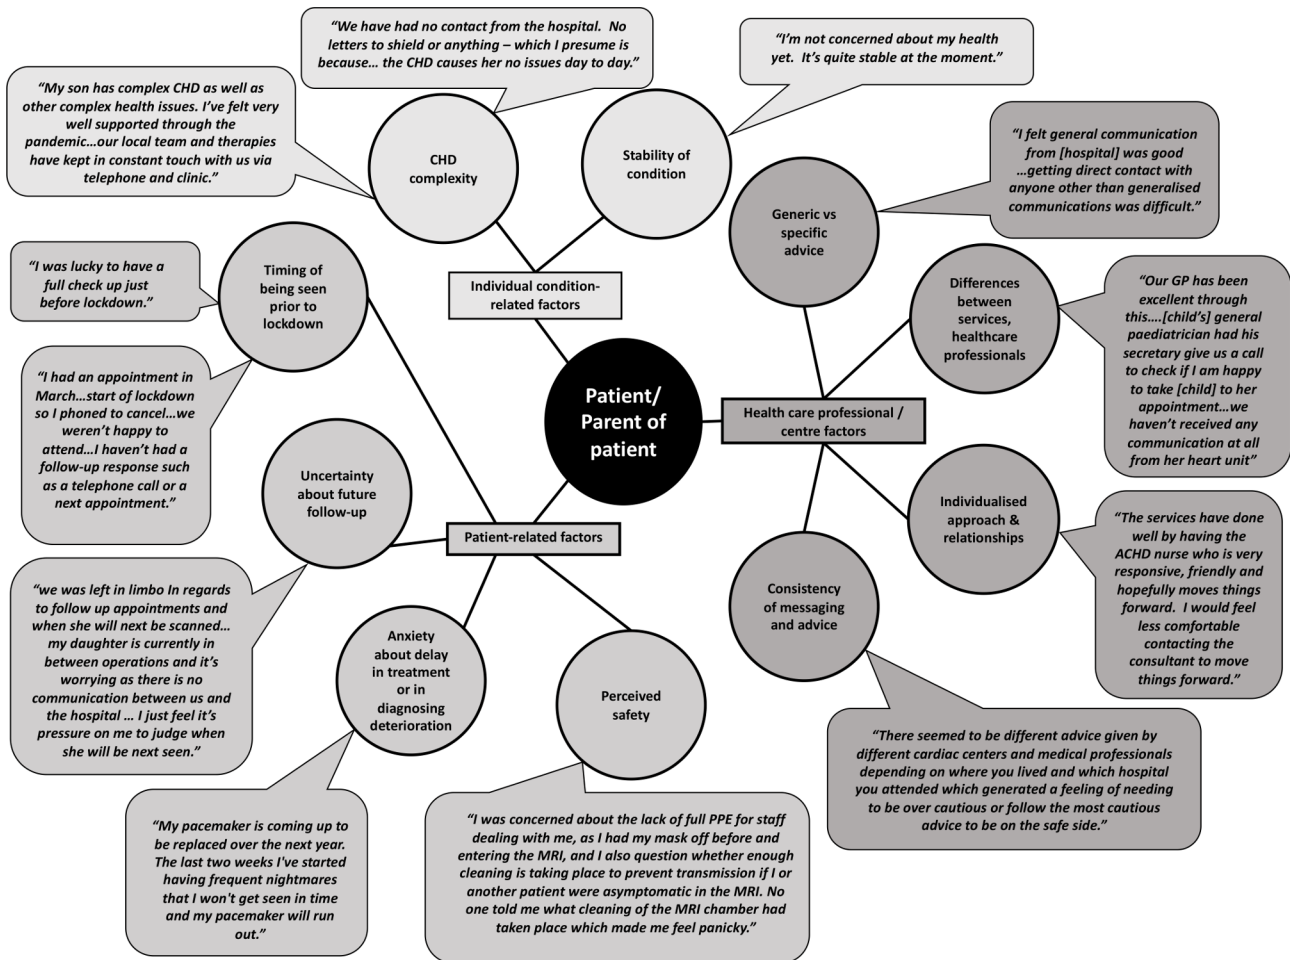 “We have had no contact from the hospital.  No
letters to shield or anything – which I presume is
because… the CHD causes her no issues day to day.”
“I’m not concerned about my health
yet.  It’s quite stable at the moment.”
“My son has complex CHD as well as
other complex health issues. I’ve felt very
well supported through the
pandemic…our local team and therapies
have kept in constant touch with us via
telephone and clinic.”
CHD
complexity
Stability of
condition
“I felt general communication
from [hospital] was good
…getting direct contact with
anyone other than generalised
communications was difficult.”
Generic vs
specific
advice
“I was lucky to have a
full check up just
before lockdown.”
Timing of
being seen
prior to
lockdown
Individual condition-
related factors
Differences
between
services,
healthcare
professionals
“Our GP has been
excellent through
this….[child’s] general
paediatrician had his
secretary give us a call
to check if I am happy
to take [child] to her
appointment…we
haven’t received any
communication at all
from her heart unit”
“I had an appointment in
March…start of lockdown
so I phoned to cancel…we
weren’t happy to
attend…I haven’t had a
follow-up response such
as a telephone call or a
next appointment.”
Patient/
Parent of
patient
Health care professional /
centre factors
Uncertainty
about future
follow-up
Individualised
approach &
relationships
“The services have done
well by having the
ACHD nurse who is very
responsive, friendly and
hopefully moves things
forward.  I would feel
less comfortable
contacting the
consultant to move
things forward.”
Patient-related factors
“we was left in limbo In regards
to follow up appointments and
when she will next be scanned…
my daughter is currently in
between operations and it’s
worrying as there is no
communication between us and
the hospital … I just feel it’s
pressure on me to judge when
she will be next seen.”
Consistency
of messaging
and advice
Anxiety
about delay
in treatment
or in
diagnosing
deterioration
Perceived
safety
“There seemed to be different advice given by
different cardiac centers and medical professionals
depending on where you lived and which hospital
you attended which generated a feeling of needing
to be over cautious or follow the most cautious
advice to be on the safe side.”
“My pacemaker is coming up to
be replaced over the next year.
The last two weeks I've started
having frequent nightmares
that I won't get seen in time
and my pacemaker will run
out.”
“I was concerned about the lack of full PPE for staff
dealing with me, as I had my mask off before and
entering the MRI, and I also question whether enough
cleaning is taking place to prevent transmission if I or
another patient were asymptomatic in the MRI. No
one told me what cleaning of the MRI chamber had
taken place which made me feel panicky.”